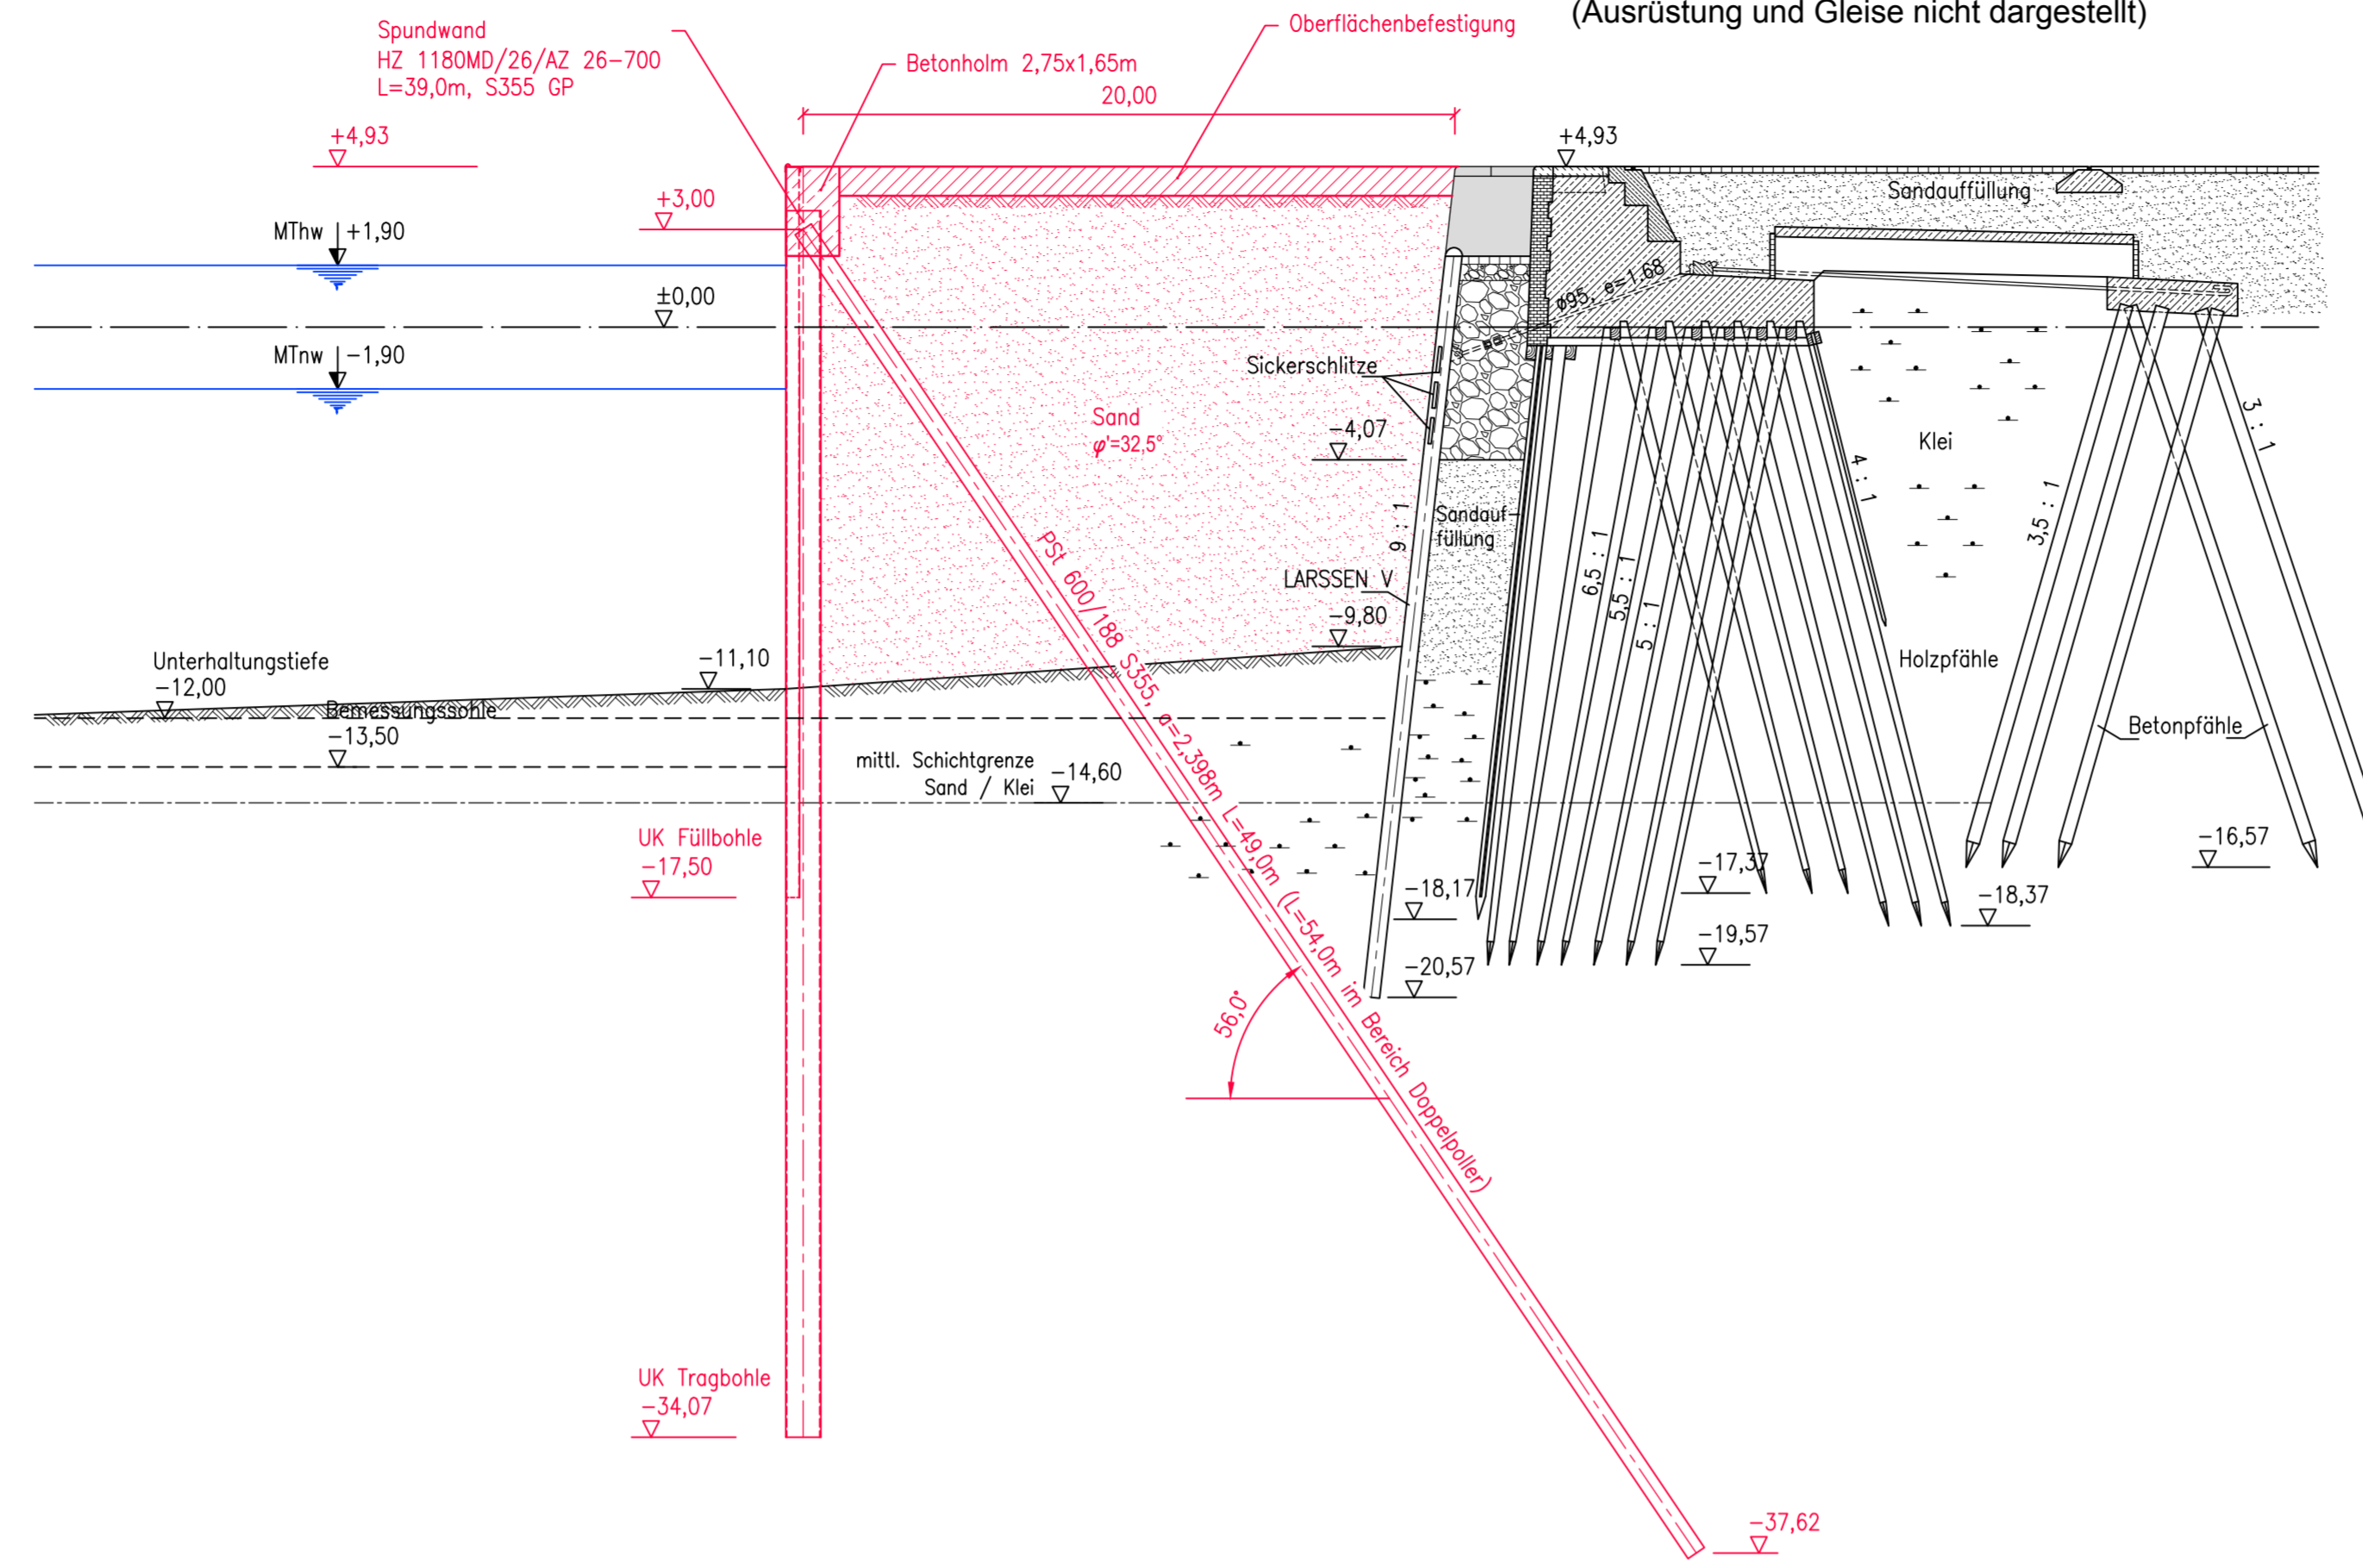 (Ausrüstung und Gleise nicht dargestellt)
Spundwand
HZ 1180MD/26/AZ 26-700
L=39,0m, S355 GP
Oberflächenbefestigung
Betonholm 2,75x1,65m
20,00
+4,93
+4,93
+3,00
Sandauffüllung
MThw +1,90
±0,00
ø95, e=1.68
MTnw -1,90
Sickerschlitze
Sand
φ'=32,5°
-4,07
Klei
3 : 1
4 : 1
3,5 : 1
9 : 1
Sandauf-
füllung
PSt 600/188 S355, a=2,398m L=49,0m (L=54,0m im Bereich Doppelpoller)
6,5 : 1
5,5 : 1
5 : 1
LARSSEN V
-9,80
Unterhaltungstiefe
-12,00
-11,10
Holzpfähle
Bemessungssohle
-13,50
Betonpfähle
mittl. Schichtgrenze
Sand / Klei
-14,60
UK Füllbohle
-17,50
-16,57
-17,37
-18,17
-18,37
-19,57
-20,57
56,0°
UK Tragbohle
-34,07
-37,62